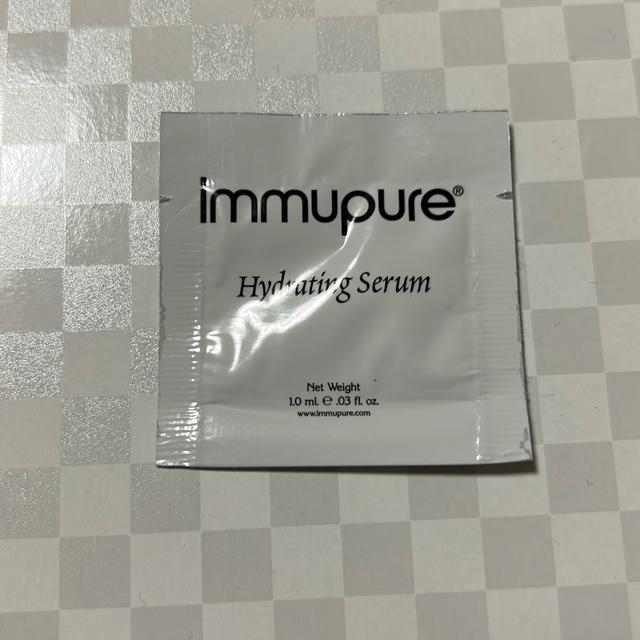 immupure®
Hydrating Serum
Net Weight
1.0 ml. ℮ .03 fl. oz.
www.immupure.com